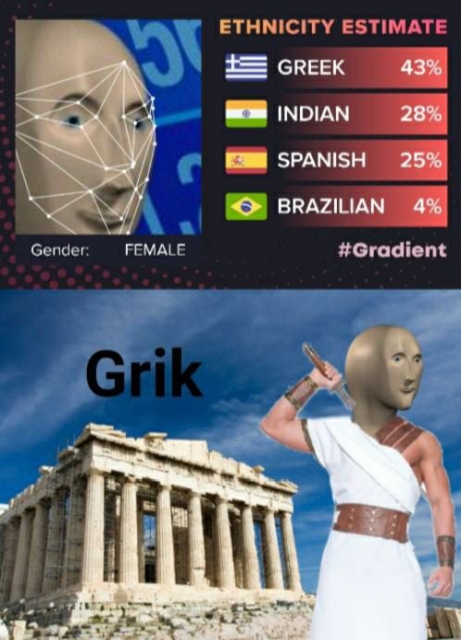 ETHNICITY ESTIMATE
GREEK 43%
INDIAN 28%
SPANISH 25%
BRAZILIAN 4%
Gender: FEMALE
#Gradient
Grik